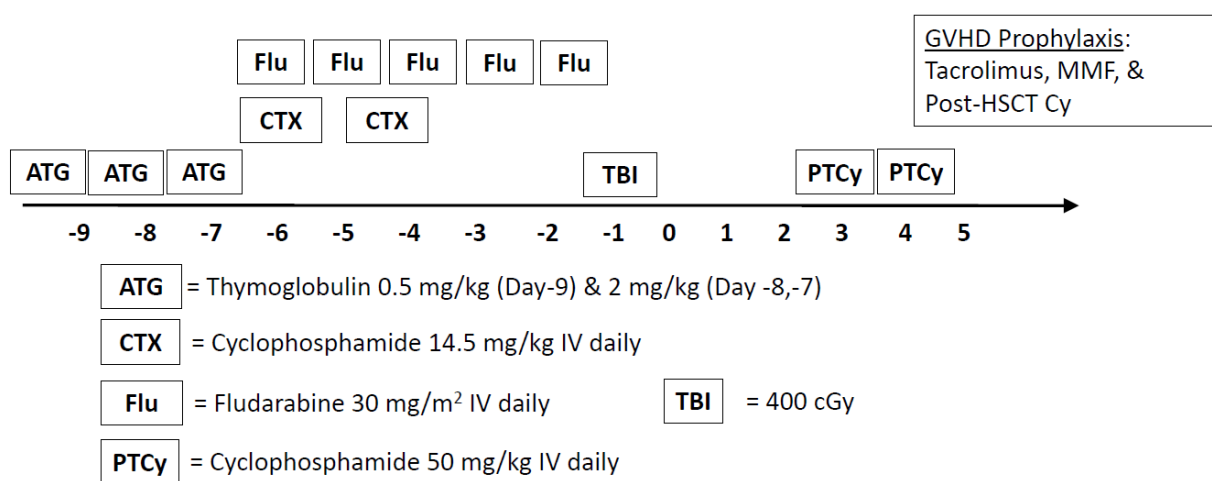 GVHD Prophylaxis:
Tacrolimus, MMF, &
Post-HSCT Cy
Flu Flu Flu Flu Flu
CTX CTX
ATG ATG ATG TBI PTCy PTCy
-9 -8 -7 -6 -5 -4 -3 -2 -1 0 1 2 3 4 5
ATG = Thymoglobulin 0.5 mg/kg (Day-9) & 2 mg/kg (Day -8,-7)
CTX = Cyclophosphamide 14.5 mg/kg IV daily
Flu = Fludarabine 30 mg/m² IV daily TBI = 400 cGy
PTCy = Cyclophosphamide 50 mg/kg IV daily